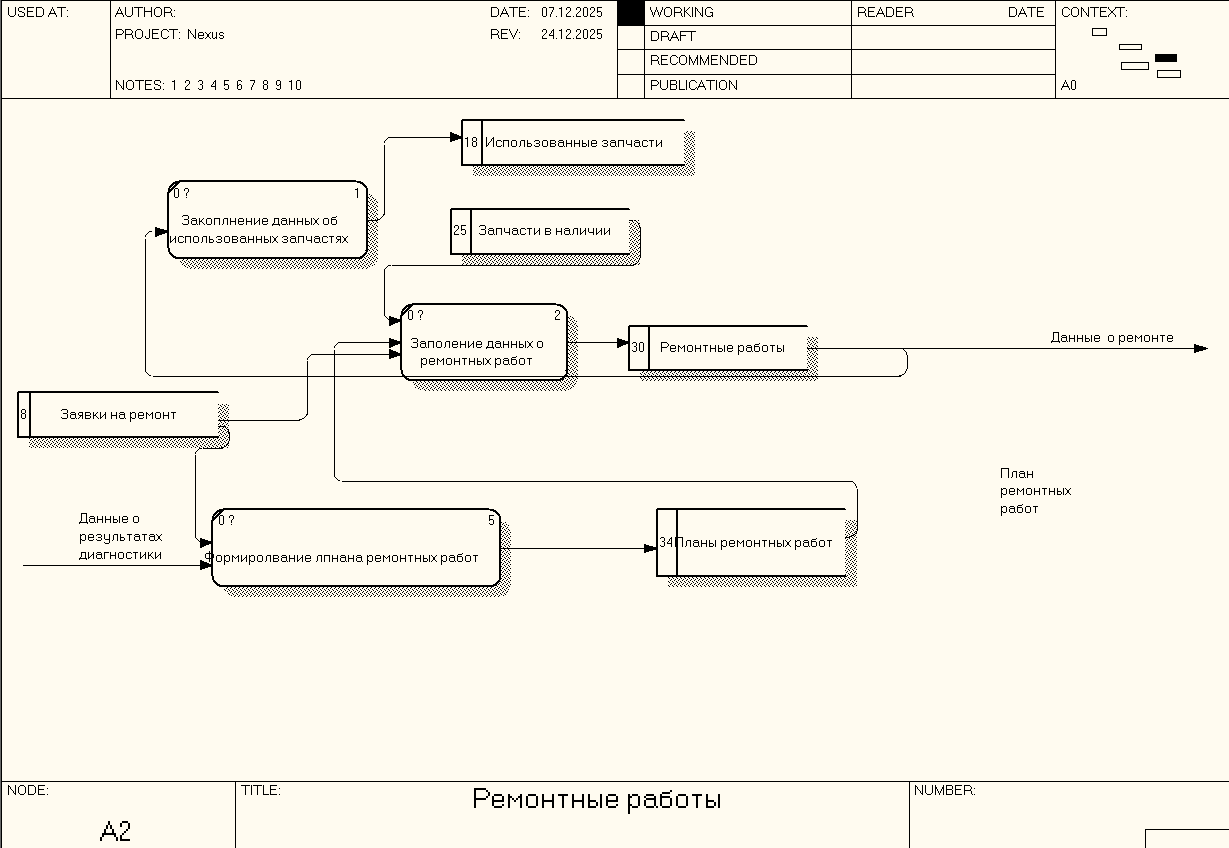 USED AT:
AUTHOR:
DATE: 07.12.2025
PROJECT: Nexus
REV: 24.12.2025
NOTES: 1 2 3 4 5 6 7 8 9 10
WORKING
DRAFT
RECOMMENDED
PUBLICATION
READER DATE
CONTEXT:
A0
18 Использованные запчасти
0 ? 1
Закоплнение данных об
использованных запчастях
25 Запчасти в наличии
0 ? 2
Заполение данных о
ремонтных работ
30 Ремонтные работы
Данные о ремонте
8 Заявки на ремонт
План
ремонтных
работ
Данные о
результатах
диагностики
0 ? 5
Формиролвание лпнана ремонтных работ
34 Планы ремонтных работ
NODE:
A2
TITLE:
Ремонтные работы
NUMBER: